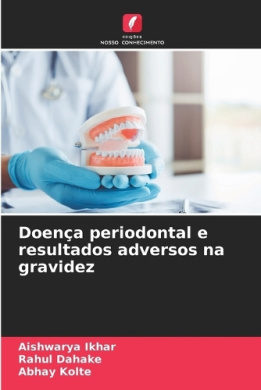 edições
NOSSO CONHECIMENTO
Doença periodontal e
resultados adversos na
gravidez
Aishwarya Ikhar
Rahul Dahake
Abhay Kolte